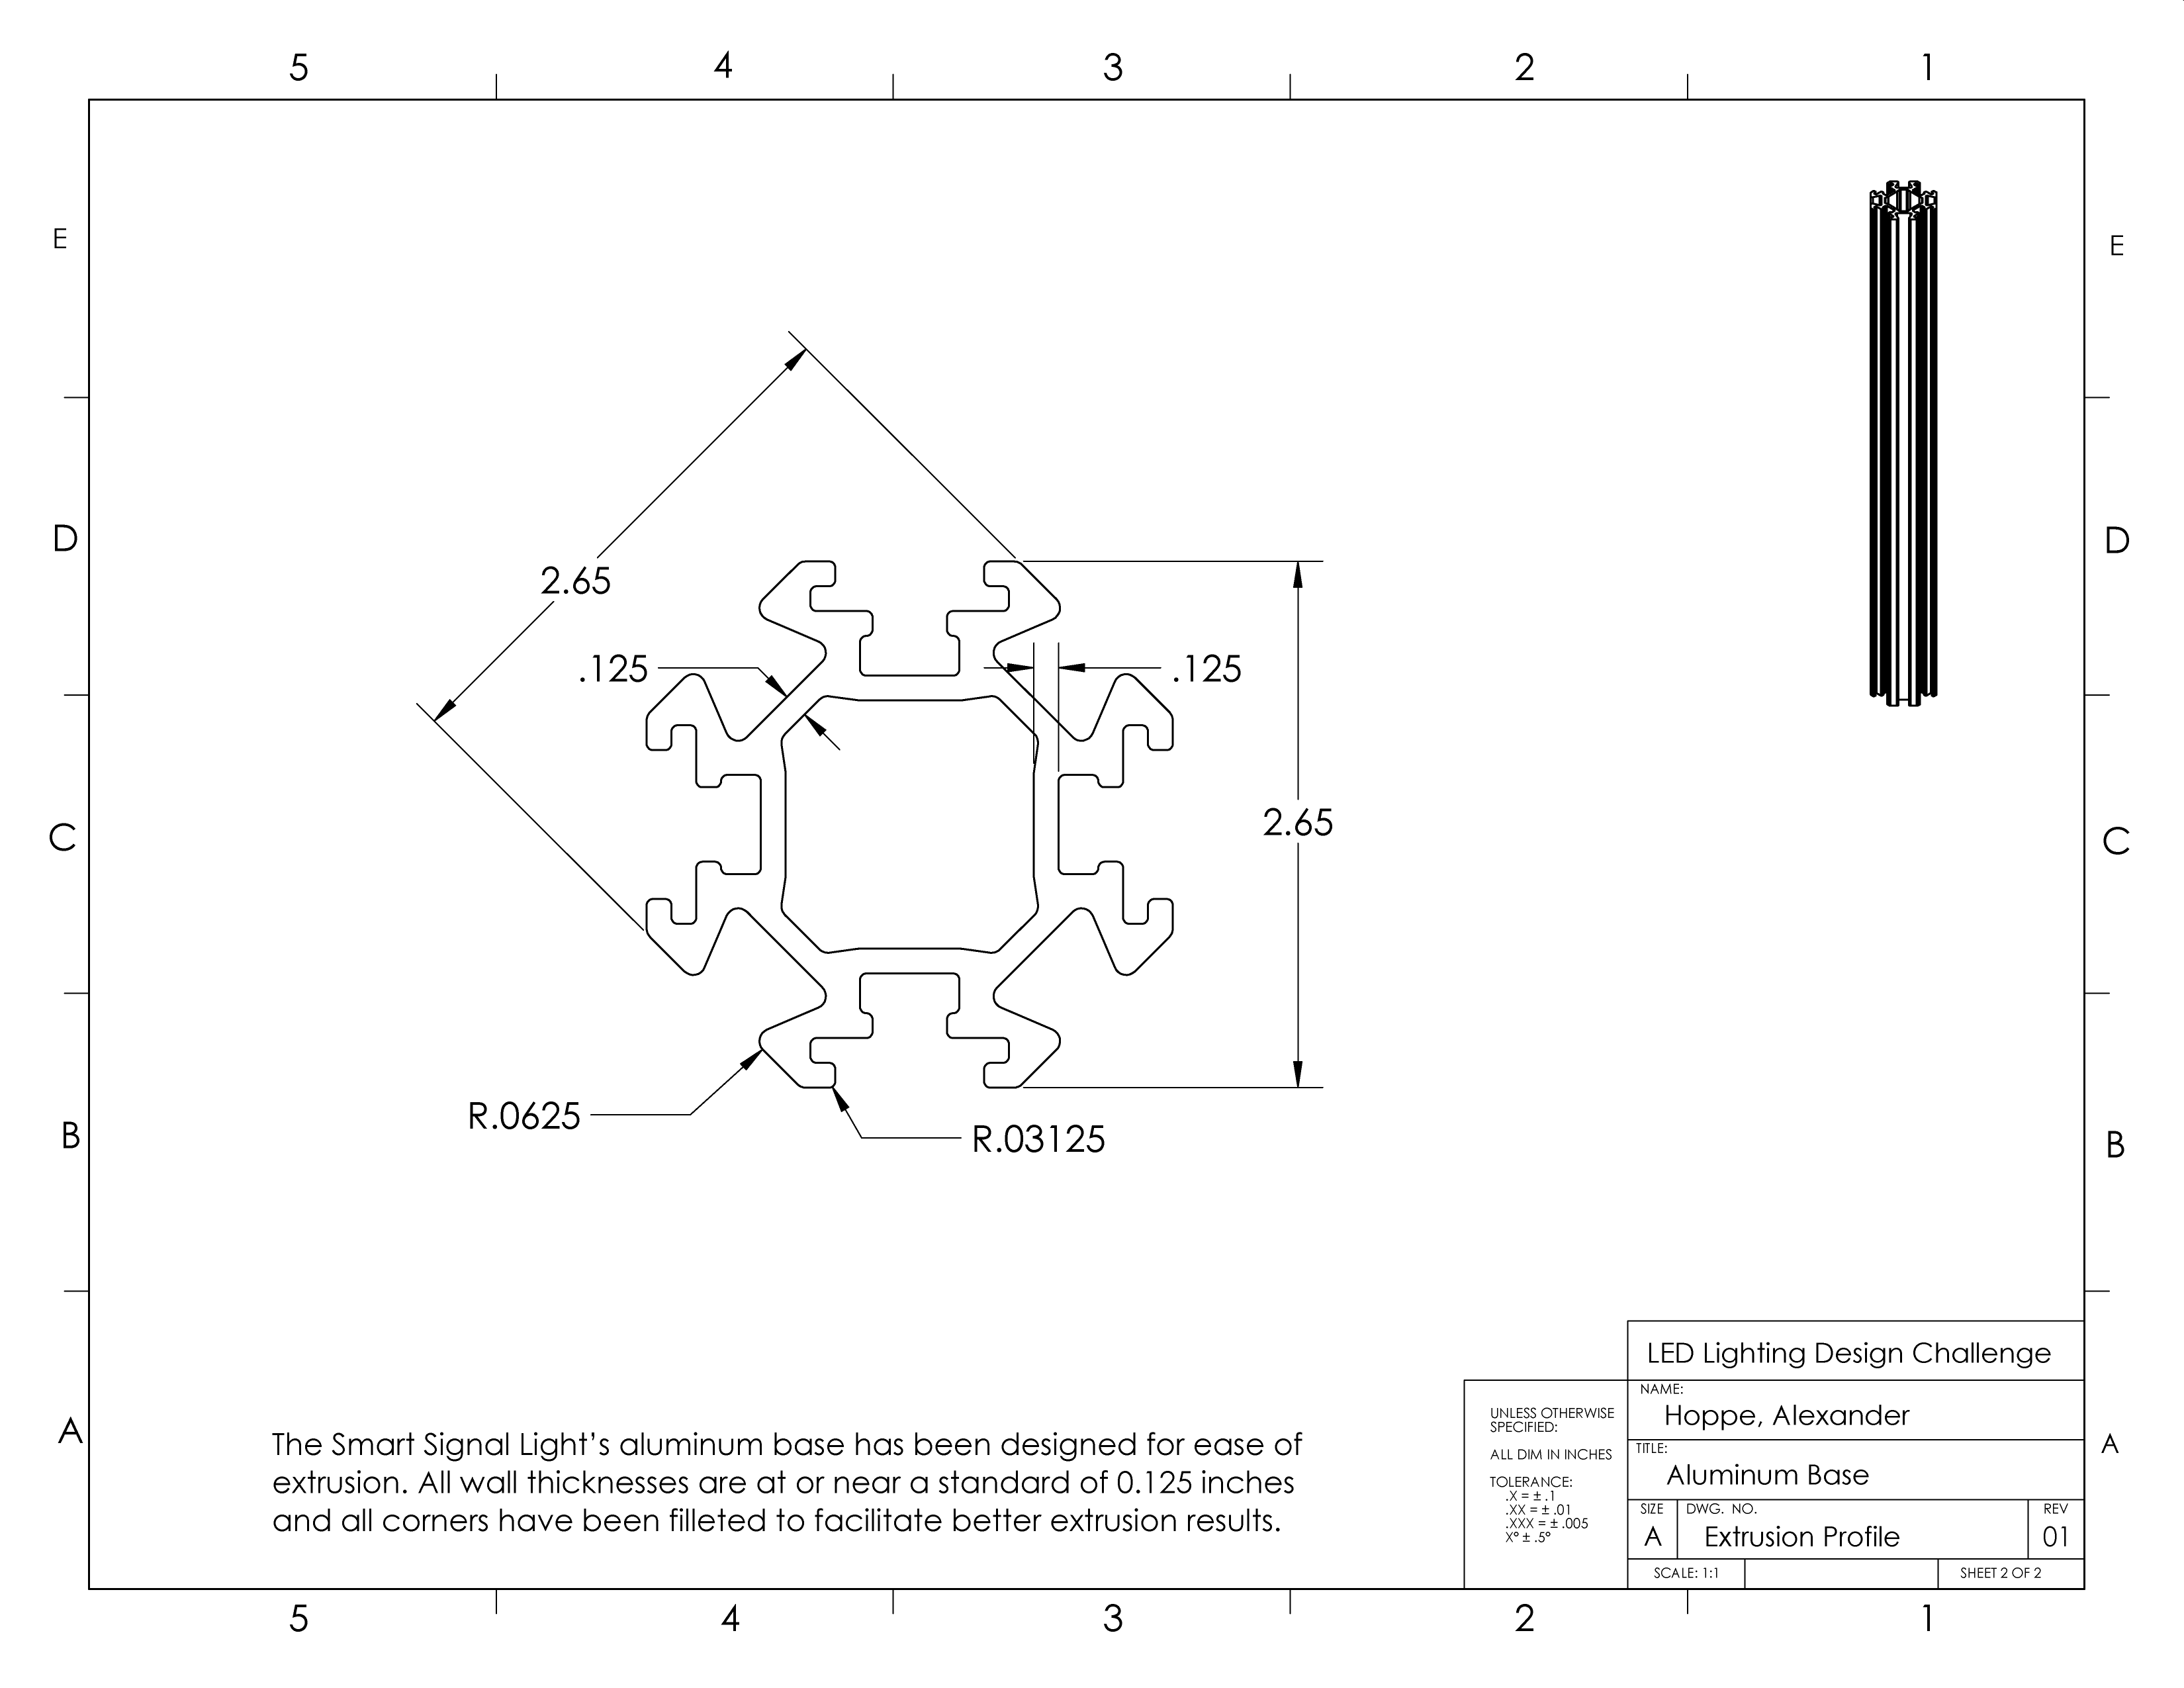 5 4 3 2 1
E E
D D
2.65
.125 .125
2.65
C C
R.0625
R.03125
B B
LED Lighting Design Challenge
NAME:
Hoppe, Alexander
TITLE:
Aluminum Base
SIZE DWG. NO. REV
A Extrusion Profile 01
SCALE: 1:1 SHEET 2 OF 2
UNLESS OTHERWISE
SPECIFIED:
ALL DIM IN INCHES
TOLERANCE:
.X = ± .1
.XX = ± .01
.XXX = ± .005
X° ± .5°
A A
The Smart Signal Light’s aluminum base has been designed for ease of
extrusion. All wall thicknesses are at or near a standard of 0.125 inches
and all corners have been filleted to facilitate better extrusion results.
5 4 3 2 1